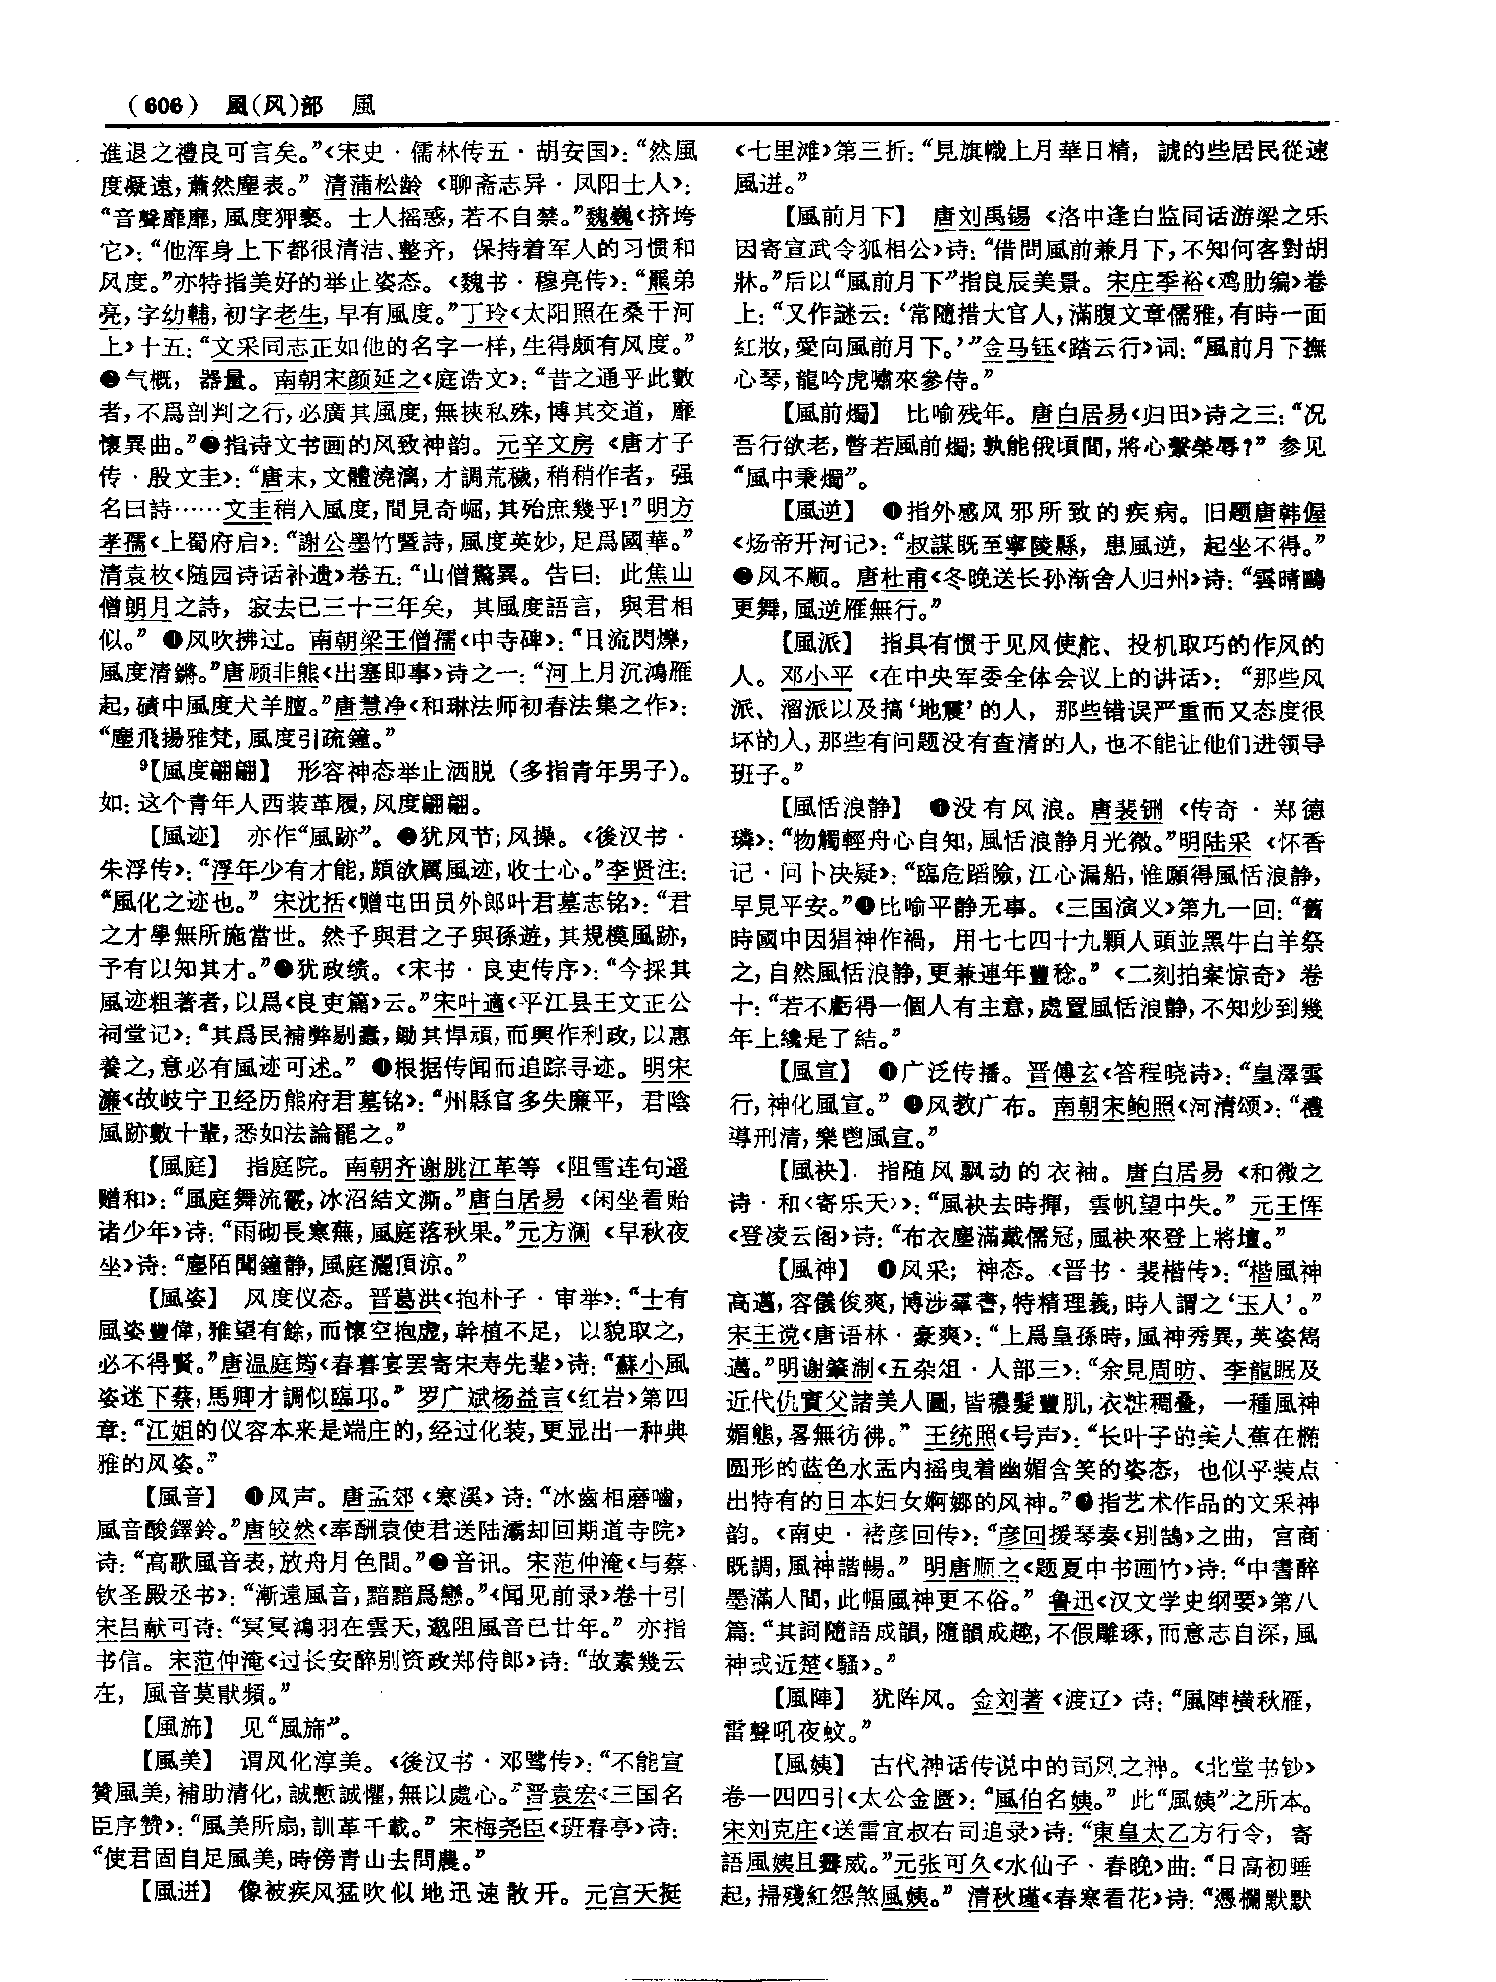 （606） 風(风)部 風
進退之禮良可言矣。”《宋史·儒林传五·胡安国》：“然風
度凝遠，蕭然塵表。” 清蒲松龄《聊斋志异·凤阳士人》：
“音聲靡靡，風度狎褻。士人摇惑，若不自禁。”魏巍《挤垮
它》：“他浑身上下都很清洁、整齐，保持着军人的习惯和
风度。”亦特指美好的举止姿态。《魏书·穆亮传》：“羆弟
亮，字幼輔，初字老生，早有風度。”丁玲《太阳照在桑干河
上》十五：“文采同志正如他的名字一样，生得颇有风度。”
气概，器量。南朝宋颜延之《庭诰文》：“昔之通乎此數
者，不爲剖判之行，必廣其風度，無挾私殊，博其交道，靡
懷異曲。”指诗文书画的风致神韵。元辛文房《唐才子
传·殷文圭》：“唐末，文體澆漓，才調荒穢，稍稍作者，强
名曰詩……文圭稍入風度，間見奇崛，其殆庶幾乎！”明方
孝孺《上蜀府启》：“謝公墨竹暨詩，風度英妙，足爲國華。”
清袁枚《随园诗话补遗》卷五：“山僧驚異。告曰：此焦山
僧朗月之詩，寂去已三十三年矣，其風度語言，與君相
似。” 风吹拂过。南朝梁王僧孺《中寺碑》：“日流閃爍，
風度清鏘。”唐顾非熊《出塞即事》诗之一：“河上月沉鴻雁
起，磧中風度犬羊膻。”唐慧净《和琳法师初春法集之作》：
“塵飛揚雅梵，風度引疏鐘。”
9【風度翩翩】 形容神态举止洒脱（多指青年男子）。
如：这个青年人西装革履，风度翩翩。
【風迹】 亦作“風跡”。犹风节；风操。《後汉书·
朱浮传》：“浮年少有才能，頗欲厲風迹，收士心。”李贤注：
“風化之迹也。” 宋沈括《赠屯田员外郎叶君墓志铭》：“君
之才學無所施當世。然予與君之子與孫遊，其規模風跡，
予有以知其才。”犹政绩。《宋书·良吏传序》：“今採其
風迹粗著者，以爲《良吏篇》云。”宋叶適《平江县王文正公
祠堂记》：“其爲民補弊剔蠹，鋤其悍頑，而興作利政，以惠
養之，意必有風迹可述。” 根据传闻而追踪寻迹。明宋
濂《故岐宁卫经历熊府君墓铭》：“州縣官多失廉平，君陰
風跡數十輩，悉如法論罷之。”
【風庭】 指庭院。南朝齐谢朓江革等《阻雪连句遥
赠和》：“風庭舞流霰，冰沼結文澌。”唐白居易《闲坐看贻
诸少年》诗：“雨砌長寒蕪，風庭落秋果。”元方澜《早秋夜
坐》诗：“塵陌聞鐘静，風庭灑頂涼。”
【風姿】 风度仪态。晋葛洪《抱朴子·审举》：“士有
風姿豐偉，雅望有餘，而懷空抱虚，幹植不足，以貌取之，
必不得賢。”唐温庭筠《春暮宴罢寄宋寿先辈》诗：“蘇小風
姿迷下蔡，馬卿才調似臨邛。” 罗广斌杨益言《红岩》第四
章：“江姐的仪容本来是端庄的，经过化装，更显出一种典
雅的风姿。”
【風音】 ❶风声。唐孟郊《寒溪》诗：“冰齒相磨嚙，
風音酸鐸鈴。”唐皎然《奉酬袁使君送陆灞却回期道寺院》
诗：“高歌風音表，放舟月色間。”音讯。宋范仲淹《与蔡
钦圣殿丞书》：“漸遠風音，黯黯爲戀。”《闻见前录》卷十引
宋吕献可诗：“冥冥鴻羽在雲天，邈阻風音已廿年。” 亦指
书信。宋范仲淹《过长安醉别资政郑侍郎》诗：“故素幾云
在，風音莫猒頻。”
【風斾】 见“風旆”。
【風美】 谓风化淳美。《後汉书·邓骘传》：“不能宣
贊風美，補助清化，誠慙誠懼，無以處心。”晋袁宏《三国名
臣序赞》：“風美所扇，訓革千載。” 宋梅尧臣《班春亭》诗：
“使君固自足風美，時傍青山去問農。”
【風迸】 像被疾风猛吹似地迅速散开。元宫天挺
《七里滩》第三折：“見旗幟上月華日精，諕的些居民從速
風迸。”
【風前月下】 唐刘禹锡《洛中逢白监同话游梁之乐
因寄宣武令狐相公》诗：“借問風前兼月下，不知何客對胡
牀。”后以“風前月下”指良辰美景。宋庄季裕《鸡肋编》卷
上：“又作謎云：‘常隨措大官人，滿腹文章儒雅，有時一面
紅妝，愛向風前月下。’”金马钰《踏云行》词：“風前月下撫
心琴，龍吟虎嘯來參侍。”
【風前燭】 比喻残年。唐白居易《归田》诗之三：“况
吾行欲老，瞥若風前燭；孰能俄頃間，將心繫榮辱？” 参见
“風中秉燭”。
【風逆】 ❶指外感风邪所致的疾病。旧题唐韩偓
《炀帝开河记》：“叔謀既至寧陵縣，患風逆，起坐不得。”
❷风不顺。唐杜甫《冬晚送长孙渐舍人归州》诗：“雲晴鷗
更舞，風逆雁無行。”
【風派】 指具有惯于见风使舵、投机取巧的作风的
人。邓小平《在中央军委全体会议上的讲话》：“那些风
派、溜派以及搞‘地震’的人，那些错误严重而又态度很
坏的人，那些有问题没有查清的人，也不能让他们进领导
班子。”
【風恬浪静】 ❶没有风浪。唐裴铏《传奇·郑德
璘》：“物觸輕舟心自知，風恬浪静月光微。”明陆采《怀香
记·问卜决疑》：“臨危蹈險，江心漏船，惟願得風恬浪静，
早見平安。”❷比喻平静无事。《三国演义》第九一回：“舊
時國中因猖神作禍，用七七四十九顆人頭並黑牛白羊祭
之，自然風恬浪静，更兼連年豐稔。” 《二刻拍案惊奇》卷
十：“若不虧得一個人有主意，處置風恬浪静，不知炒到幾
年上纔是了結。”
【風宣】 ❶广泛传播。晋傅玄《答程晓诗》：“皇澤雲
行，神化風宣。” ❷风教广布。南朝宋鲍照《河清颂》：“禮
導刑清，樂鬯風宣。”
【風袂】 指随风飘动的衣袖。唐白居易《和微之
诗·和〈寄乐天〉》：“風袂去時揮，雲帆望中失。” 元王恽
《登凌云阁》诗：“布衣塵滿戴儒冠，風袂來登上將壇。”
【風神】 ❶风采；神态。《晋书·裴楷传》：“楷風神
高邁，容儀俊爽，博涉羣書，特精理義，時人謂之‘玉人’。”
宋王谠《唐语林·豪爽》：“上爲皇孫時，風神秀異，英姿雋
邁。”明谢肇淛《五杂俎·人部三》：“余見周昉、李龍眠及
近代仇實父諸美人圖，皆穠髮豐肌，衣粧稠疊，一種風神
媚態，畧無彷彿。” 王统照《号声》：“长叶子的美人蕉在椭
圆形的蓝色水盂内摇曳着幽媚含笑的姿态，也似乎装点
出特有的日本妇女婀娜的风神。”❷指艺术作品的文采神
韵。《南史·褚彦回传》：“彦回援琴奏《别鵠》之曲，宫商
既調，風神諧暢。” 明唐顺之《题夏中书画竹》诗：“中書醉
墨滿人間，此幅風神更不俗。” 鲁迅《汉文学史纲要》第八
篇：“其詞隨語成韻，隨韻成趣，不假雕琢，而意志自深，風
神或近楚《騷》。”
【風陣】 犹阵风。金刘著《渡辽》诗：“風陣横秋雁，
雷聲吼夜蚊。”
【風姨】 古代神话传说中的司风之神。《北堂书钞》
卷一四四引《太公金匮》：“風伯名姨。” 此“風姨”之所本。
宋刘克庄《送雷宜叔右司追录》诗：“東皇太乙方行令，寄
語風姨且霽威。”元张可久《水仙子·春晚》曲：“日高初睡
起，掃殘紅怨煞風姨。” 清秋瑾《春寒看花》诗：“憑欄默默